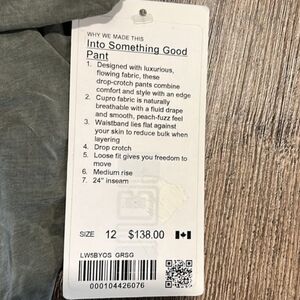 WHY WE MADE THIS
Into Something Good
Pant
1. Designed with luxurious,
flowing fabric, these
drop-crotch pants combine
comfort and style with an edge
2. Cupro fabric is naturally
breathable with a fluid drape
and smooth, peach-fuzz feel
3. Waistband lies flat against
your skin to reduce bulk when
layering
4. Drop crotch
5. Loose fit gives you freedom to
move
6. Medium rise
7. 24" inseam
SIZE 12 $138.00
LW5BYOS GRSG
000104426076